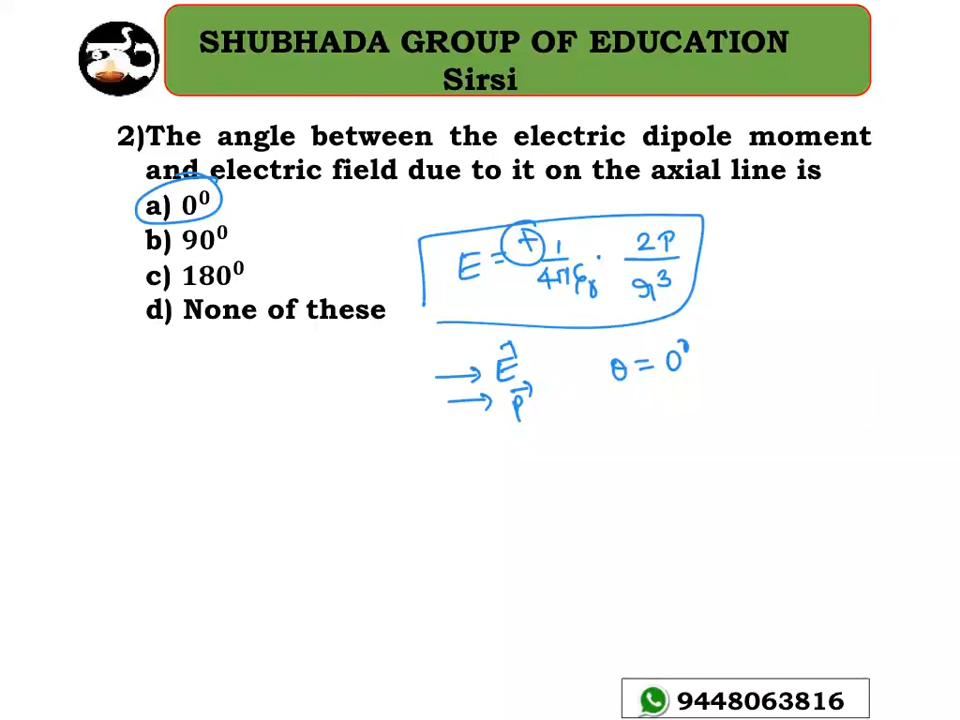 SHUBHADA GROUP OF EDUCATION
Sirsi
2)The angle between the electric dipole moment
and electric field due to it on the axial line is
a) 0⁰
b) 90⁰
c) 180⁰
d) None of these
E = + 1/4πε₀ · 2P/r³
→ E⃗
→ p⃗
θ = 0°
9448063816